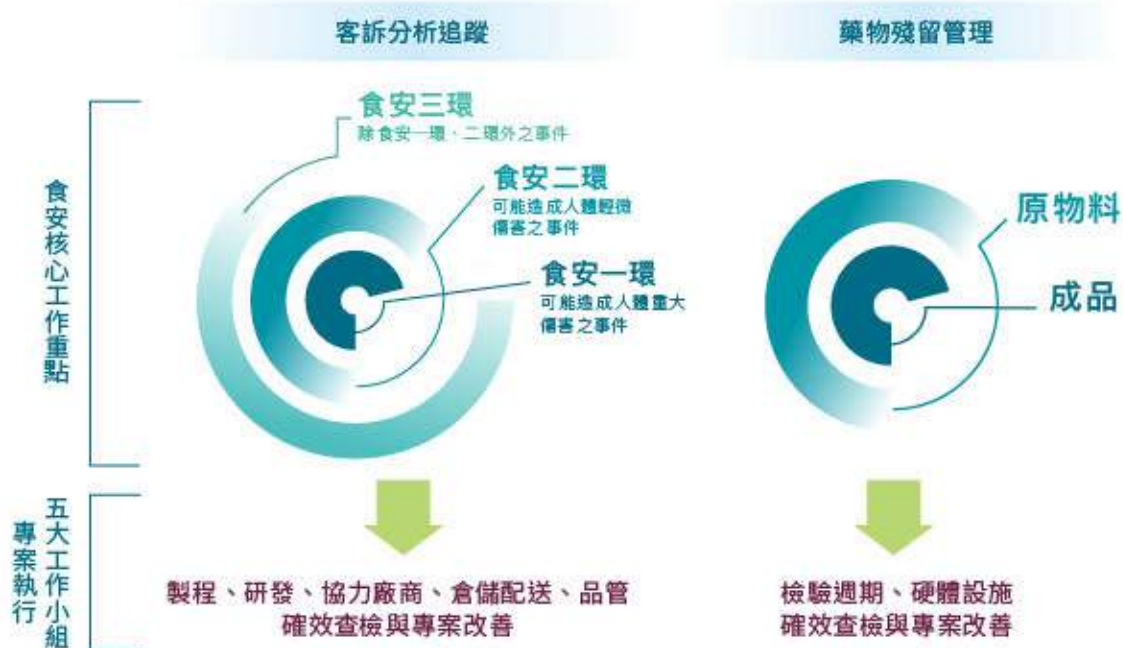 客訴分析追蹤
藥物殘留管理
食安核心工作重點
食安三環
除食安一環、二環外之事件
食安二環
可能造成人體輕微
傷害之事件
食安一環
可能造成人體重大
傷害之事件
原物料
成品
五大工作小組
專案執行
製程、研發、協力廠商、倉儲配送、品管
確效查檢與專案改善
檢驗週期、硬體設施
確效查檢與專案改善